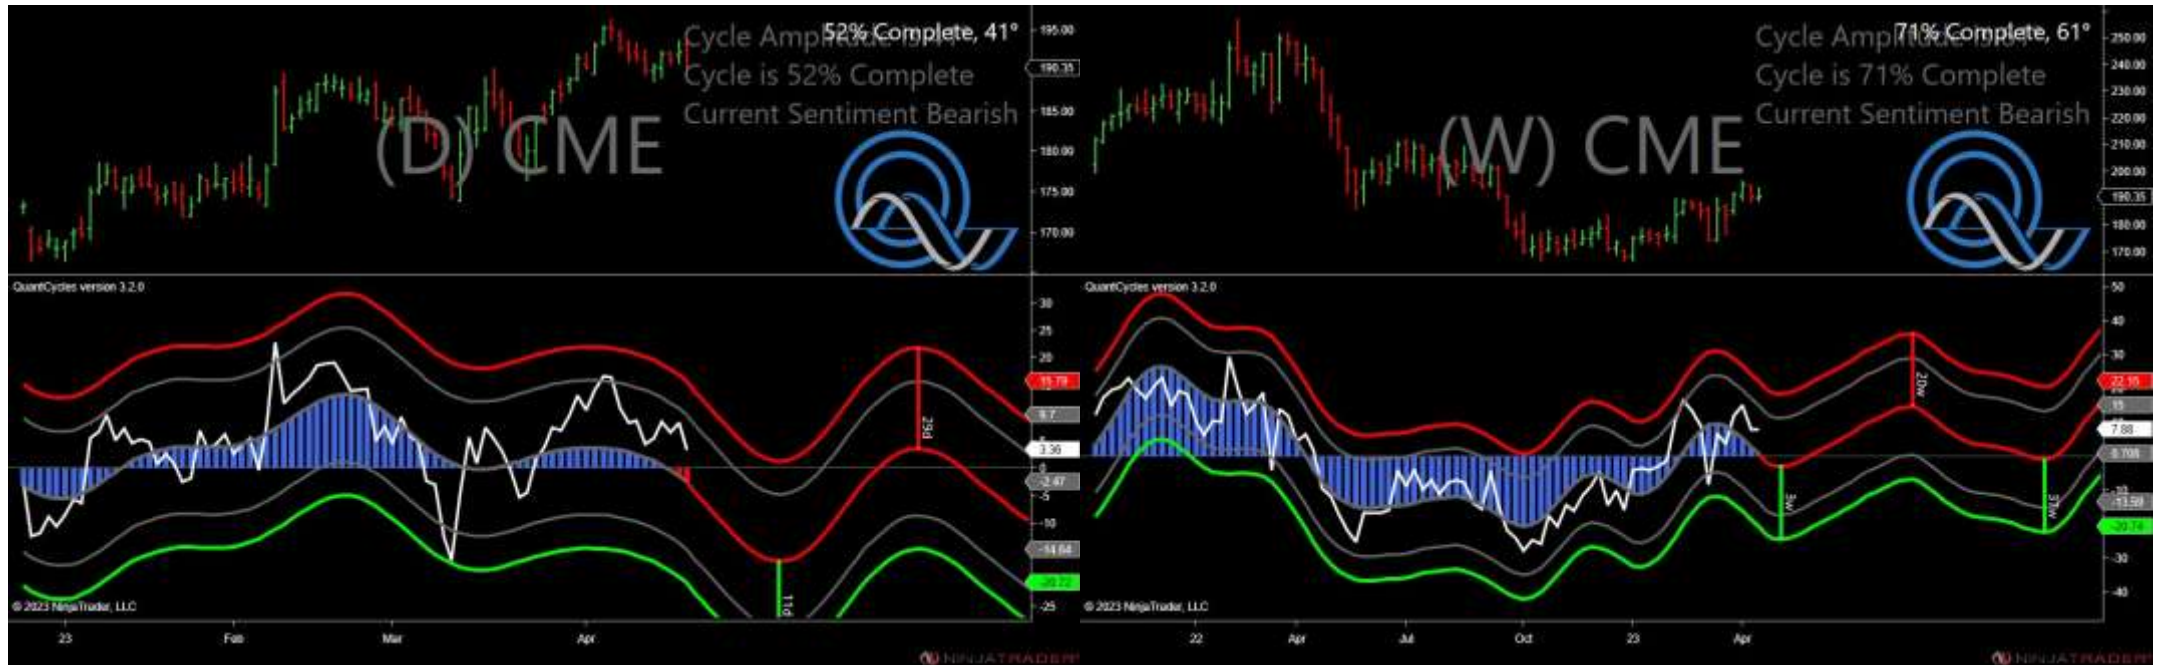 Cycle Amplitude is 41°
52% Complete, 41°
Cycle is 52% Complete
Current Sentiment Bearish
(D) CME
195.00
190.35
185.00
180.00
175.00
170.00
QuantCycles version 3.2.0
30
25
20
15.79
9.7
3.36
0
-2.47
-5
-10
-14.64
-20.72
-25
29d
11d
© 2023 NinjaTrader, LLC
23
Feb
Mar
Apr
NINJATRADER
Cycle Amplitude is 61°
71% Complete, 61°
Cycle is 71% Complete
Current Sentiment Bearish
(W) CME
250.00
240.00
230.00
220.00
210.00
200.00
190.35
180.00
170.00
QuantCycles version 3.2.0
50
40
30
22.15
15
7.88
0.708
-20.74
-30
-40
20w
3w
37w
© 2023 NinjaTrader, LLC
22
Apr
Jul
Oct
23
Apr
NINJATRADER